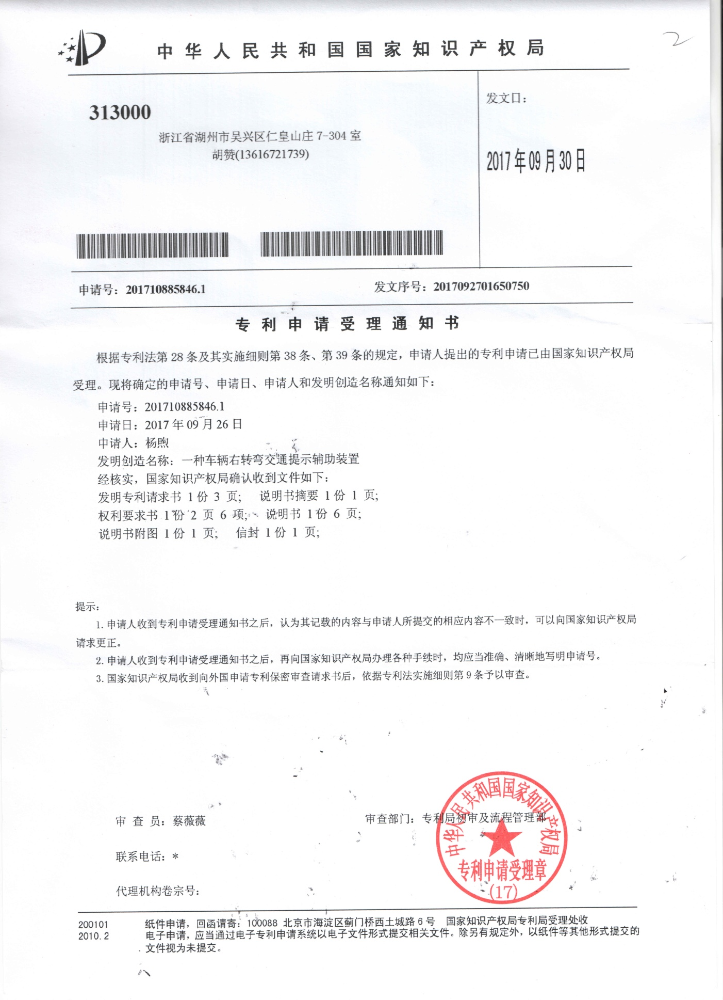 中华人民共和国国家知识产权局
2
313000
浙江省湖州市吴兴区仁皇山庄 7-304 室
胡赞(13616721739)
发文日：
2017年09月30日
申请号：201710885846.1
发文序号：2017092701650750
专利申请受理通知书
根据专利法第 28 条及其实施细则第 38 条、第 39 条的规定，申请人提出的专利申请已由国家知识产权局
受理。现将确定的申请号、申请日、申请人和发明创造名称通知如下：
申请号：201710885846.1
申请日：2017 年 09 月 26 日
申请人：杨煦
发明创造名称：一种车辆右转弯交通提示辅助装置
经核实，国家知识产权局确认收到文件如下：
发明专利请求书 1 份 3 页; 说明书摘要 1 份 1 页;
权利要求书 1 份 2 页 6 项; 说明书 1 份 6 页;
说明书附图 1 份 1 页; 信封 1 份 1 页;
提示：
1. 申请人收到专利申请受理通知书之后，认为其记载的内容与申请人所提交的相应内容不一致时，可以向国家知识产权局
请求更正。
2. 申请人收到专利申请受理通知书之后，再向国家知识产权局办理各种手续时，均应当准确、清晰地写明申请号。
3. 国家知识产权局收到向外国申请专利保密审查请求书后，依据专利法实施细则第 9 条予以审查。
审 查 员：蔡薇薇
审查部门：专利局初审及流程管理部
联系电话：*
代理机构卷宗号：
中华人民共和国国家知识产权局
专利申请受理章
(17)
200101 纸件申请，回函请寄：100088 北京市海淀区蓟门桥西土城路 6 号 国家知识产权局专利局受理处收
2010.2 电子申请，应当通过电子专利申请系统以电子文件形式提交相关文件。除另有规定外，以纸件等其他形式提交的
文件视为未提交。